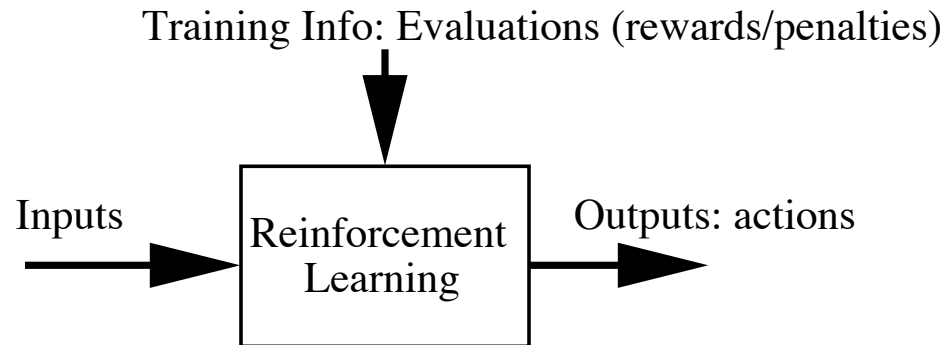 Training Info: Evaluations (rewards/penalties)
Inputs
Reinforcement
Learning
Outputs: actions